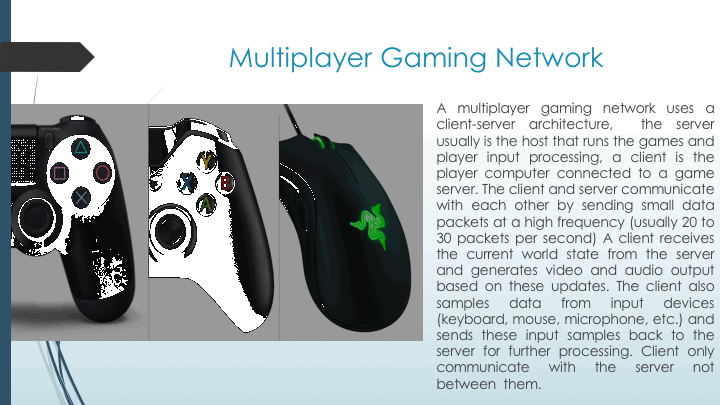 Multiplayer Gaming Network
A multiplayer gaming network uses a
client-server architecture, the server
usually is the host that runs the games and
player input processing, a client is the
player computer connected to a game
server. The client and server communicate
with each other by sending small data
packets at a high frequency (usually 20 to
30 packets per second) A client receives
the current world state from the server
and generates video and audio output
based on these updates. The client also
samples data from input devices
(keyboard, mouse, microphone, etc.) and
sends these input samples back to the
server for further processing. Client only
communicate with the server not
between them.
Y
X B
A